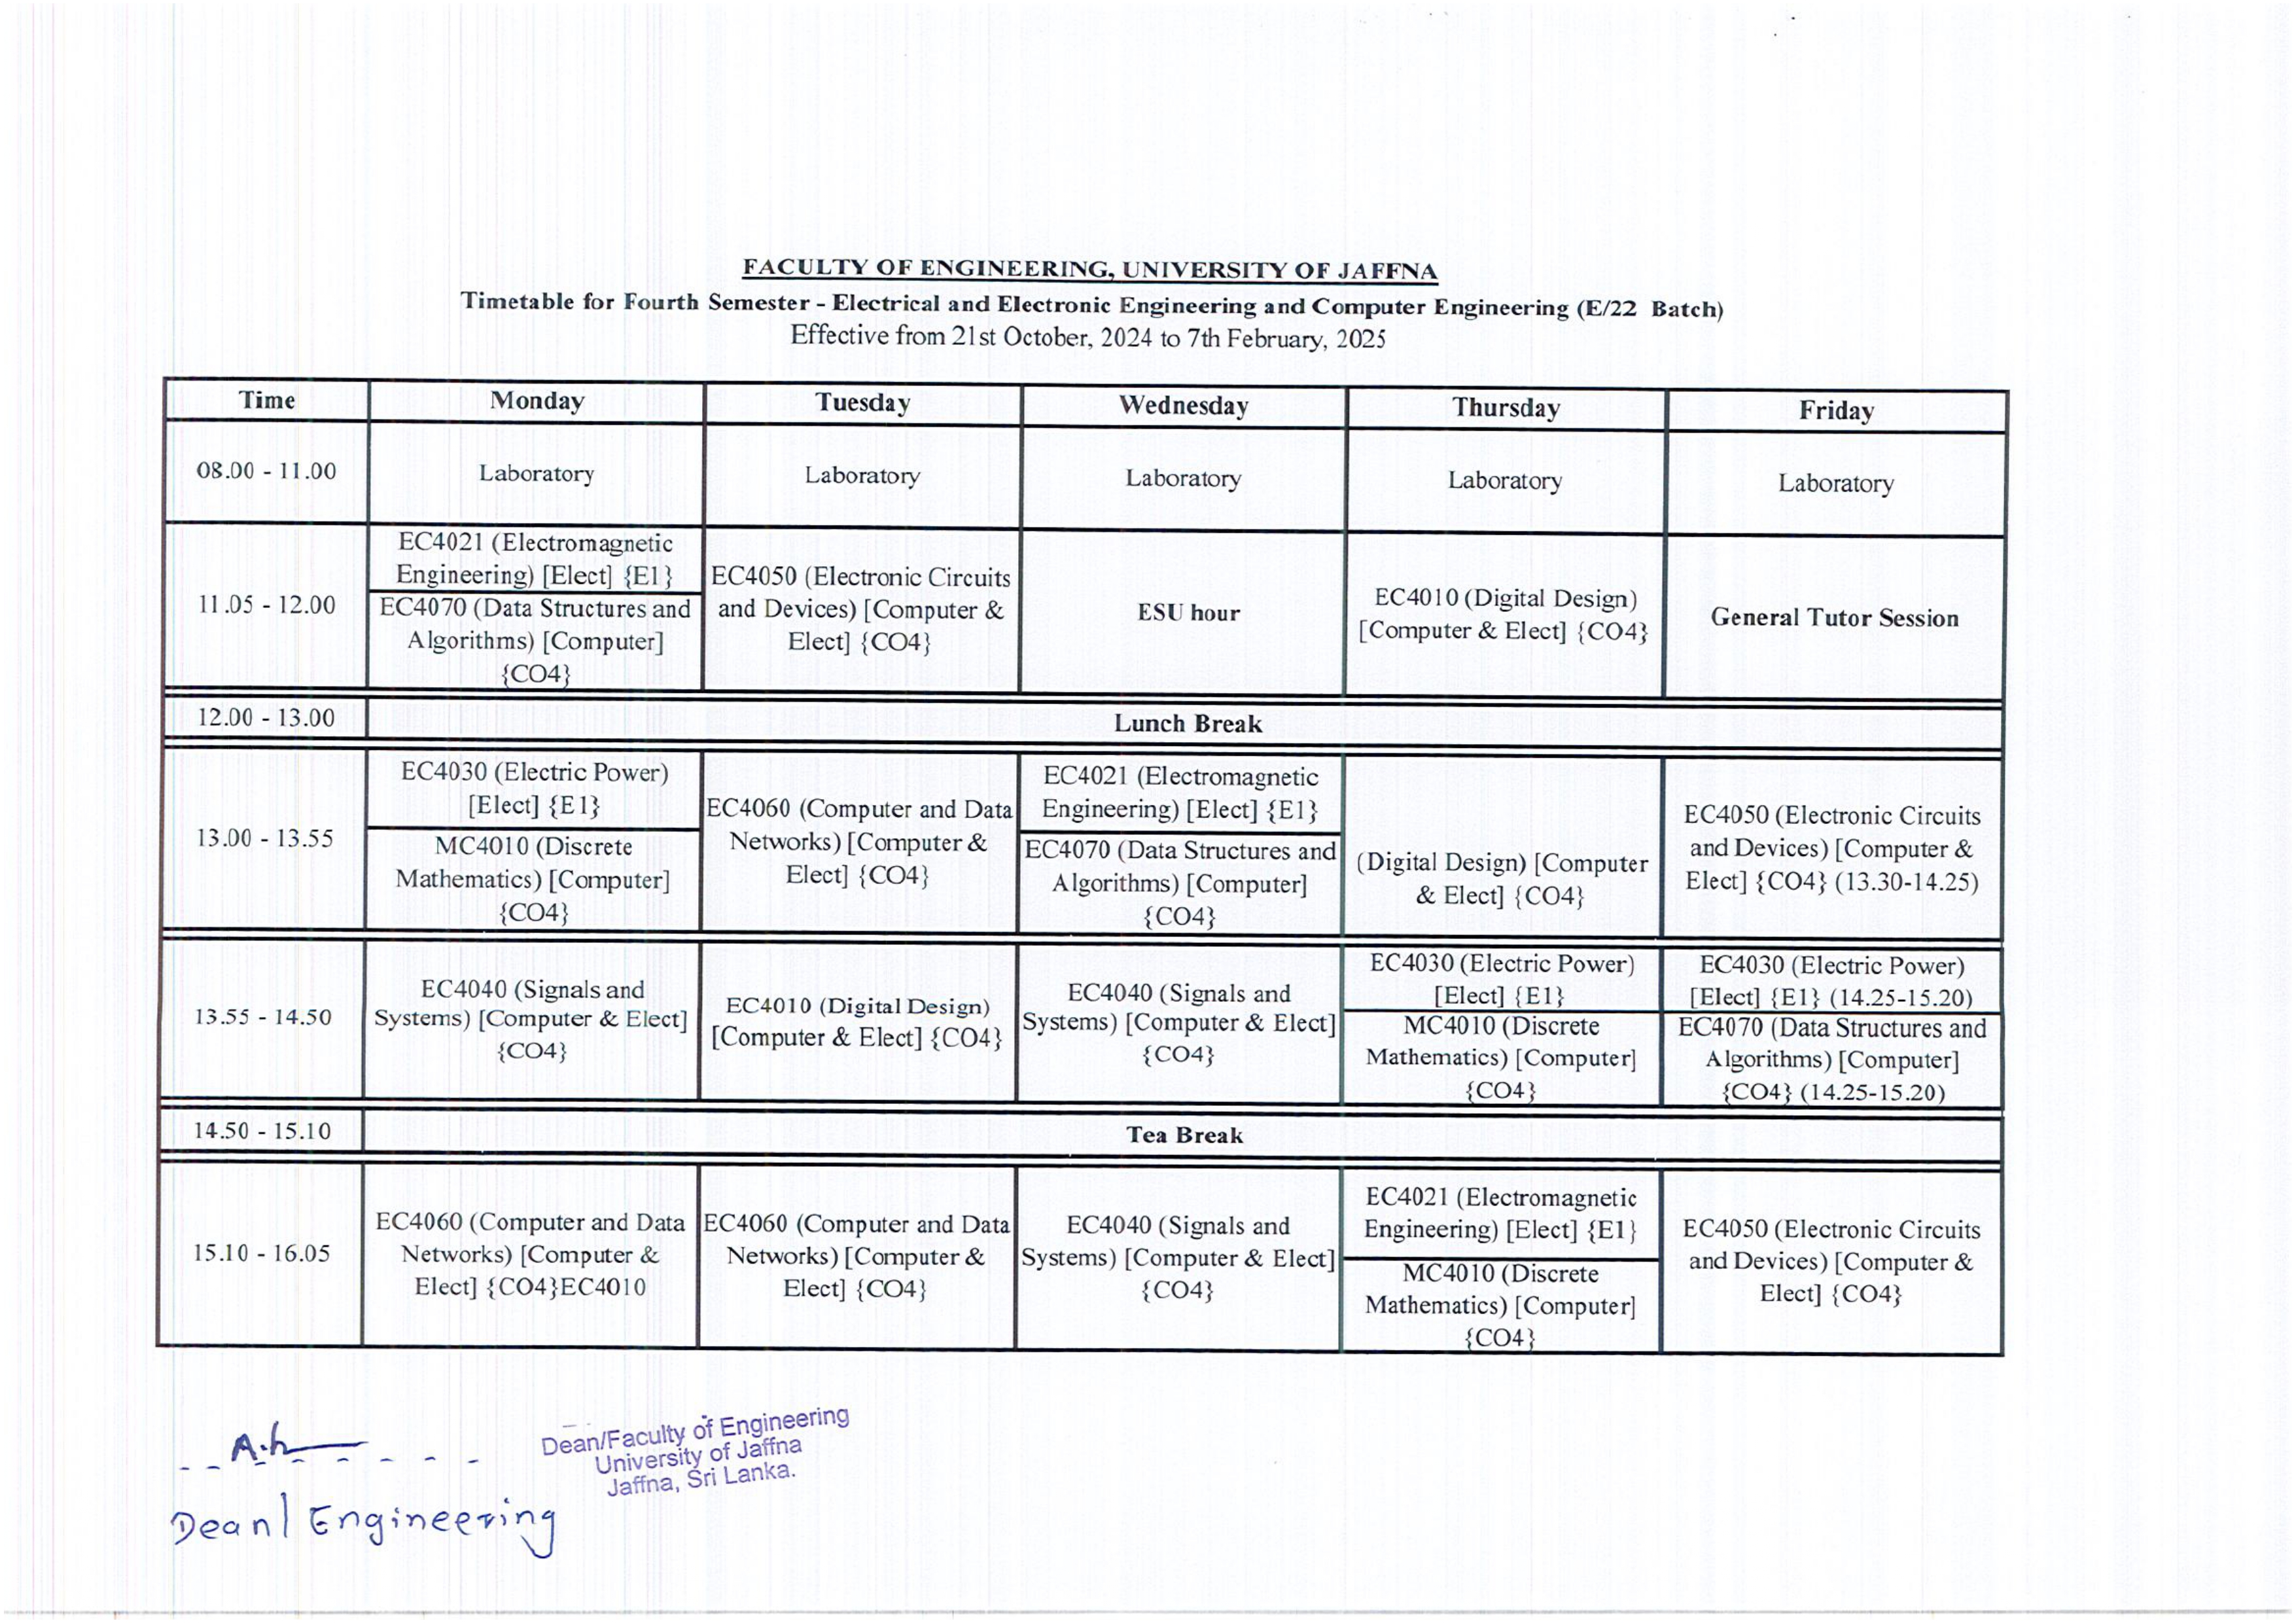 FACULTY OF ENGINEERING, UNIVERSITY OF JAFFNA
Timetable for Fourth Semester - Electrical and Electronic Engineering and Computer Engineering (E/22 Batch)
Effective from 21st October, 2024 to 7th February, 2025
Time
Monday
Tuesday
Wednesday
Thursday
Friday
08.00 - 11.00
Laboratory
Laboratory
Laboratory
Laboratory
Laboratory
11.05 - 12.00
EC4021 (Electromagnetic
Engineering) [Elect] {E1}
EC4070 (Data Structures and
Algorithms) [Computer]
{CO4}
EC4050 (Electronic Circuits
and Devices) [Computer &
Elect] {CO4}
ESU hour
EC4010 (Digital Design)
[Computer & Elect] {CO4}
General Tutor Session
12.00 - 13.00
Lunch Break
13.00 - 13.55
EC4030 (Electric Power)
[Elect] {E1}
MC4010 (Discrete
Mathematics) [Computer]
{CO4}
EC4060 (Computer and Data
Networks) [Computer &
Elect] {CO4}
EC4021 (Electromagnetic
Engineering) [Elect] {E1}
EC4070 (Data Structures and
Algorithms) [Computer]
{CO4}
(Digital Design) [Computer
& Elect] {CO4}
EC4050 (Electronic Circuits
and Devices) [Computer &
Elect] {CO4} (13.30-14.25)
13.55 - 14.50
EC4040 (Signals and
Systems) [Computer & Elect]
{CO4}
EC4010 (Digital Design)
[Computer & Elect] {CO4}
EC4040 (Signals and
Systems) [Computer & Elect]
{CO4}
EC4030 (Electric Power)
[Elect] {E1}
MC4010 (Discrete
Mathematics) [Computer]
{CO4}
EC4030 (Electric Power)
[Elect] {E1} (14.25-15.20)
EC4070 (Data Structures and
Algorithms) [Computer]
{CO4} (14.25-15.20)
14.50 - 15.10
Tea Break
15.10 - 16.05
EC4060 (Computer and Data
Networks) [Computer &
Elect] {CO4}EC4010
EC4060 (Computer and Data
Networks) [Computer &
Elect] {CO4}
EC4040 (Signals and
Systems) [Computer & Elect]
{CO4}
EC4021 (Electromagnetic
Engineering) [Elect] {E1}
MC4010 (Discrete
Mathematics) [Computer]
{CO4}
EC4050 (Electronic Circuits
and Devices) [Computer &
Elect] {CO4}
Dean/Faculty of Engineering
University of Jaffna
Jaffna, Sri Lanka.
Dean/ Engineering